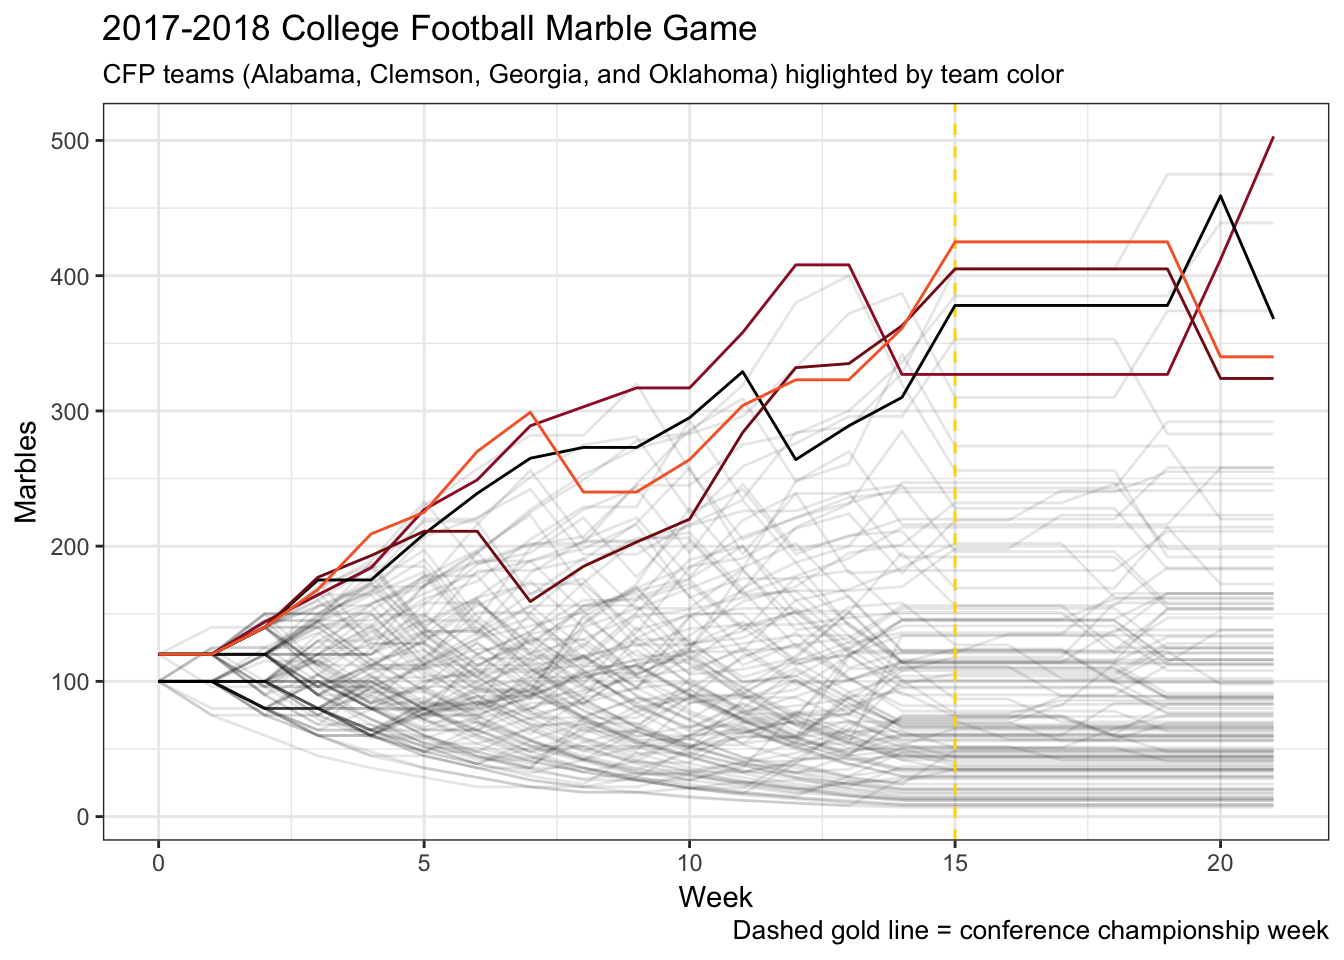 2017-2018 College Football Marble Game
CFP teams (Alabama, Clemson, Georgia, and Oklahoma) higlighted by team color
500
400
300
200
100
0
Marbles
0 5 10 15 20
Week
Dashed gold line = conference championship week